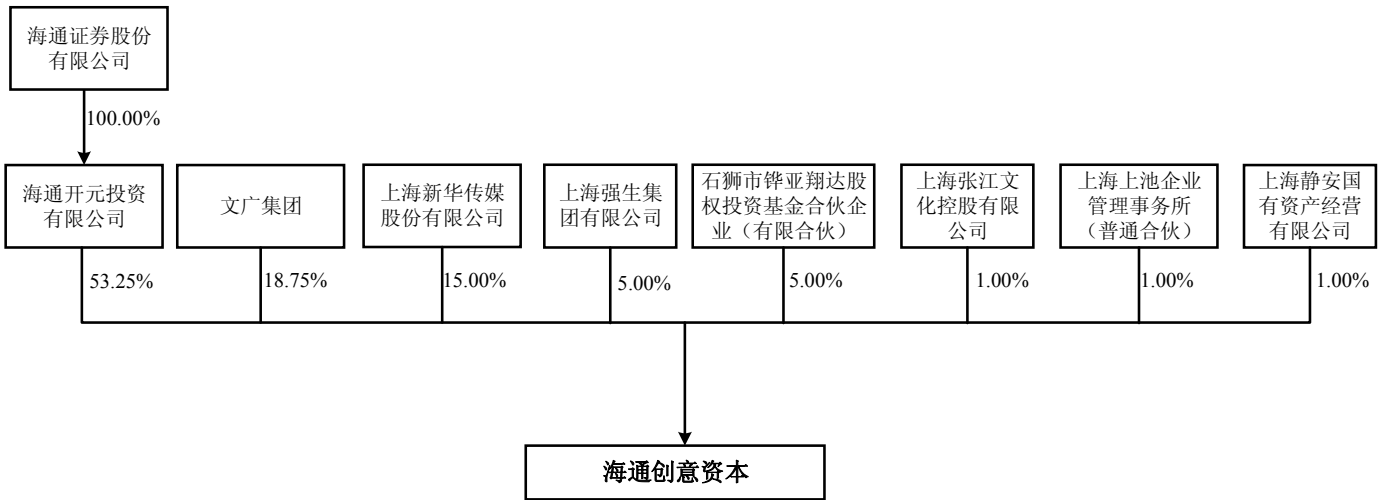 海通证券股份
有限公司
100.00%
海通开元投资
有限公司
文广集团
上海新华传媒
股份有限公司
上海强生集
团有限公司
石狮市铧亚翔达股
权投资基金合伙企
业（有限合伙）
上海张江文
化控股有限
公司
上海上池企业
管理事务所
（普通合伙）
上海静安国
有资产经营
有限公司
53.25%
18.75%
15.00%
5.00%
5.00%
1.00%
1.00%
1.00%
海通创意资本